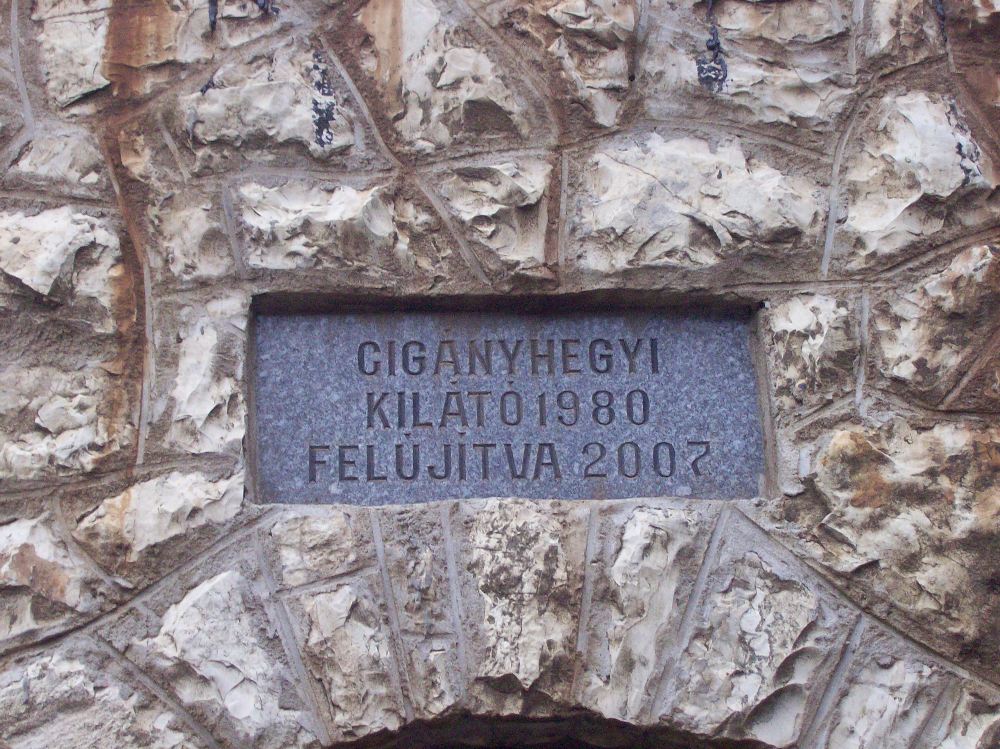 CIGÁNYHEGYI
KILÁTÓ 1980
FELÚJÍTVA 2007